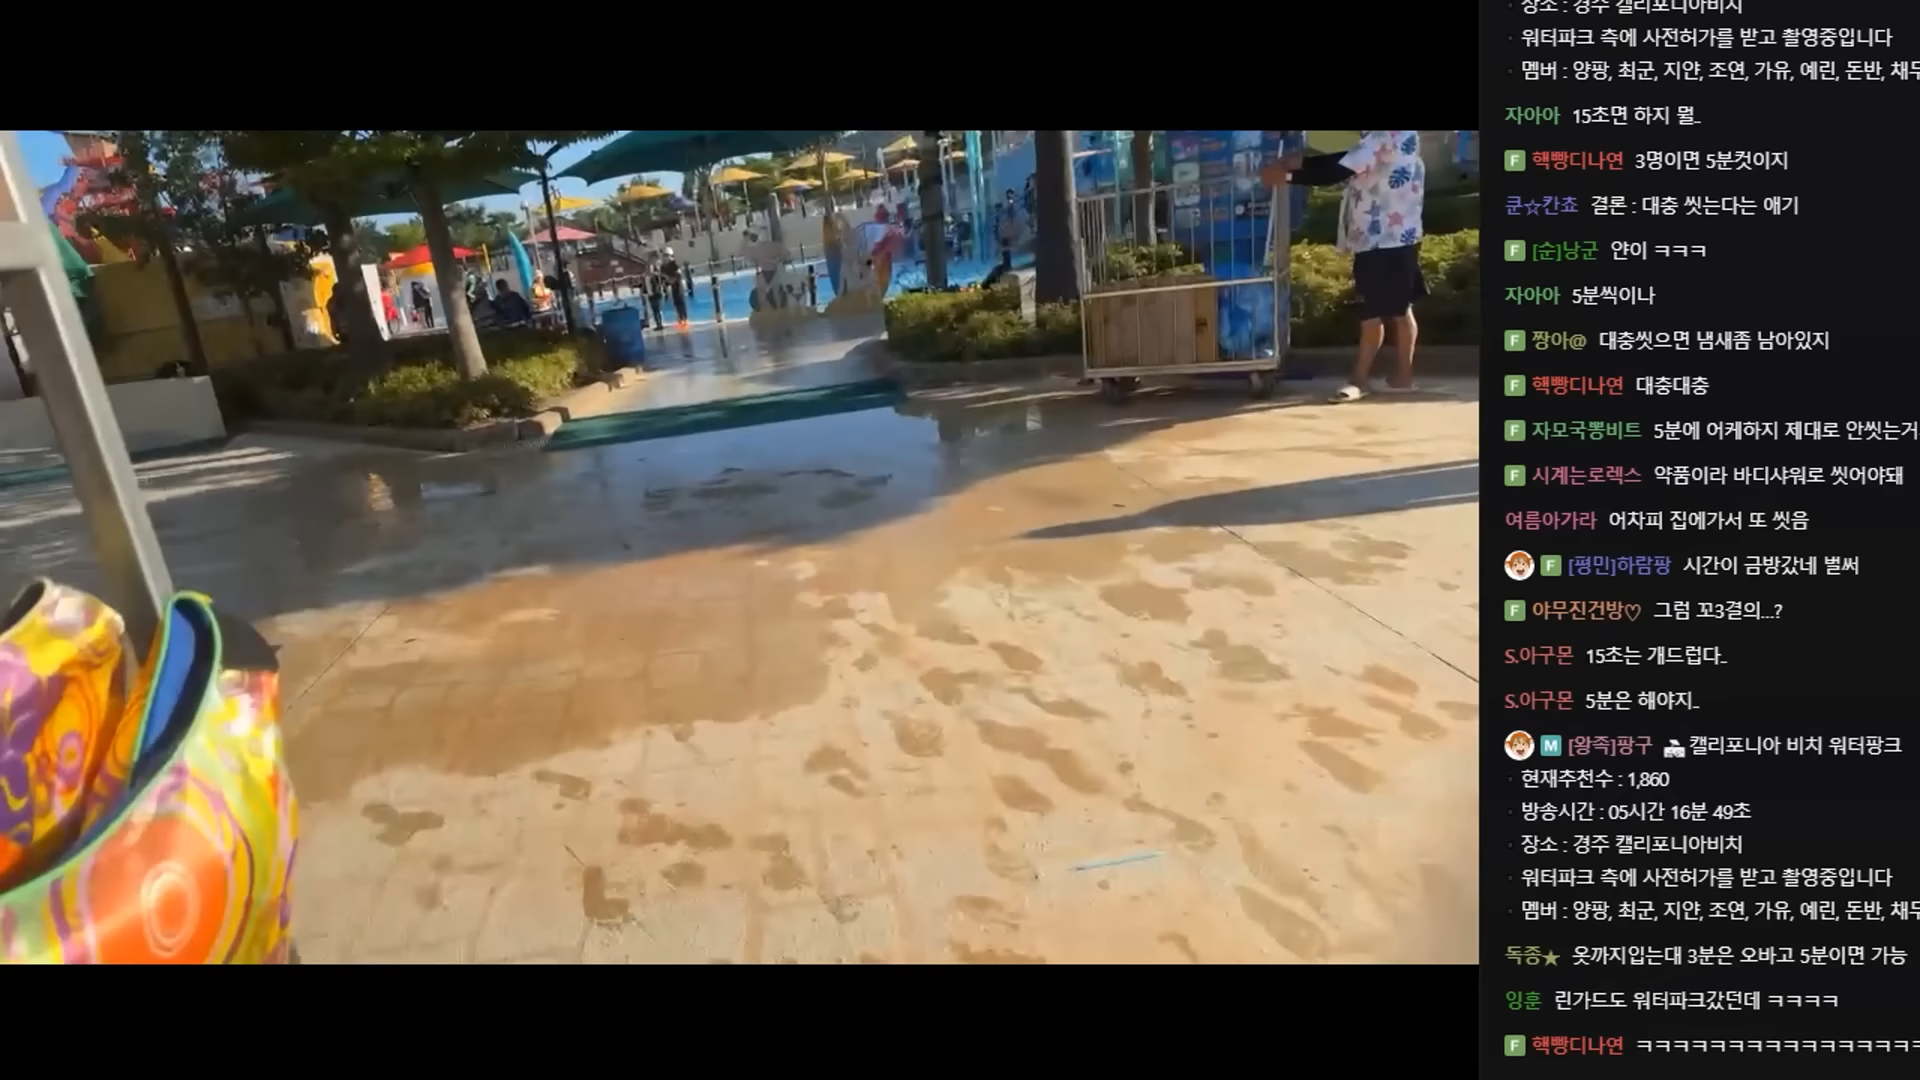 장소 : 경주 캘리포니아비치
워터파크 측에 사전허가를 받고 촬영중입니다
멤버 : 양팡, 최군, 지얀, 조연, 가유, 예린, 돈반, 채무
자아아 15초면 하지 뭘..
F 핵빵디나연 3명이면 5분컷이지
쿤☆칸쵸 결론 : 대충 씻는다는 얘기
F [순]낭군 얀이 ㅋㅋㅋ
자아아 5분씩이나
F 짱아@ 대충씻으면 냄새좀 남아있지
F 핵빵디나연 대충대충
F 자모국뽕비트 5분에 어케하지 제대로 안씻는거
F 시계는로렉스 약품이라 바디샤워로 씻어야돼
여름아가라 어차피 집에가서 또 씻음
F [평민]하람팡 시간이 금방갔네 벌써
F 야무진건방♡ 그럼 꼬3결의...?
S.아구몬 15초는 개드럽다..
S.아구몬 5분은 해야지..
M [왕족]팡구 캘리포니아 비치 워터팡크
현재추천수 : 1,860
방송시간 : 05시간 16분 49초
장소 : 경주 캘리포니아비치
워터파크 측에 사전허가를 받고 촬영중입니다
멤버 : 양팡, 최군, 지얀, 조연, 가유, 예린, 돈반, 채무
독종★ 옷까지입는대 3분은 오바고 5분이면 가능
잉훈 린가드도 워터파크갔던데 ㅋㅋㅋㅋ
F 핵빵디나연 ㅋㅋㅋㅋㅋㅋㅋㅋㅋㅋㅋㅋㅋㅋㅋㅋ